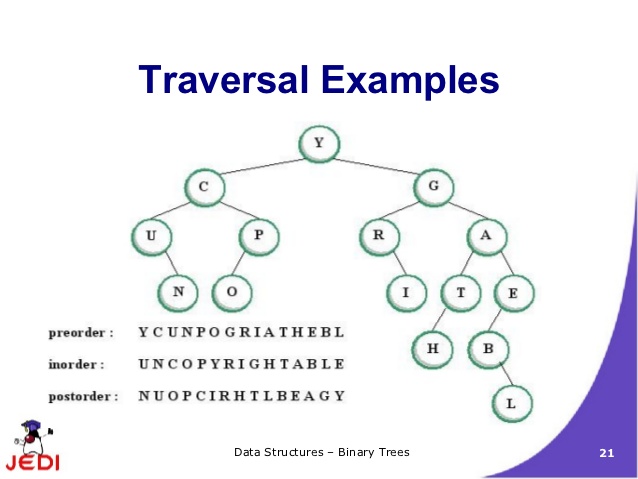 Traversal Examples
Y
C G
U P R A
N O I T E
H B
L
preorder : Y C U N P O G R I A T H E B L
inorder : U N C O P Y R I G H T A B L E
postorder : N U O P C I R H T L B E A G Y
JEDI
Data Structures – Binary Trees
21